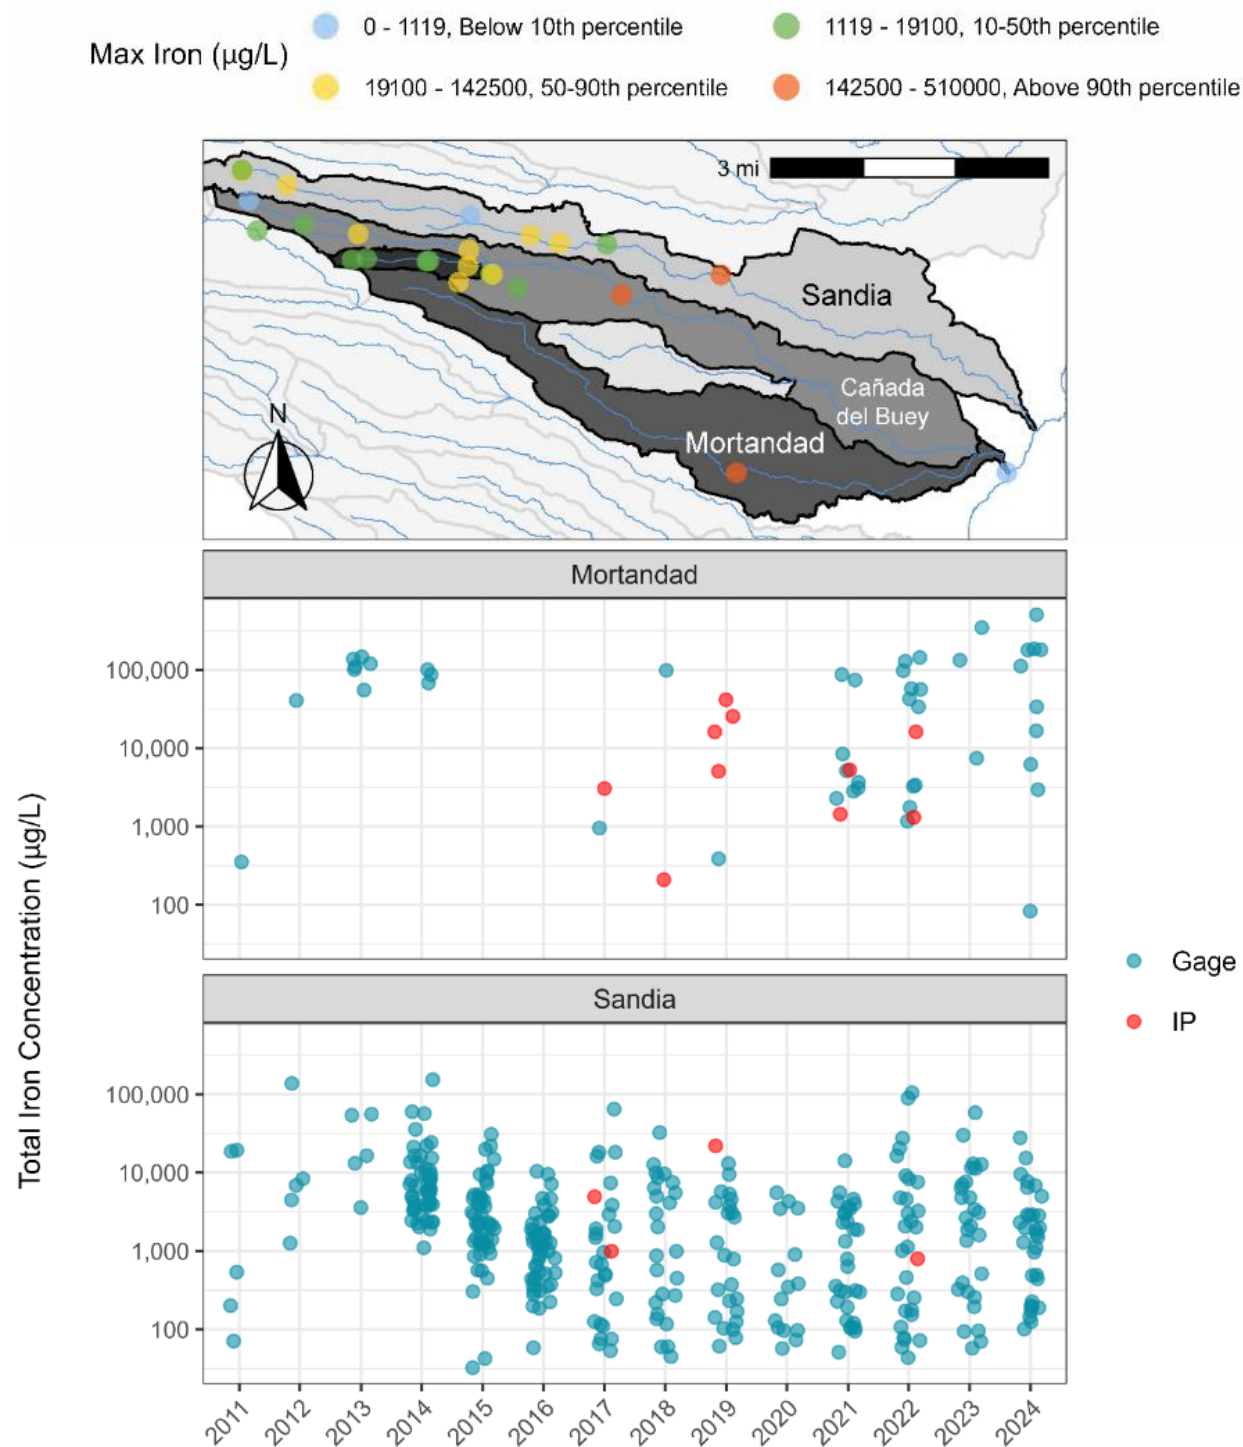 Max Iron (µg/L)
0 - 1119, Below 10th percentile
1119 - 19100, 10-50th percentile
19100 - 142500, 50-90th percentile
142500 - 510000, Above 90th percentile
3 mi
Sandia
Cañada
del Buey
Mortandad
N
Mortandad
100,000
10,000
1,000
100
Sandia
100,000
10,000
1,000
100
Total Iron Concentration (µg/L)
Gage
IP
2011
2012
2013
2014
2015
2016
2017
2018
2019
2020
2021
2022
2023
2024